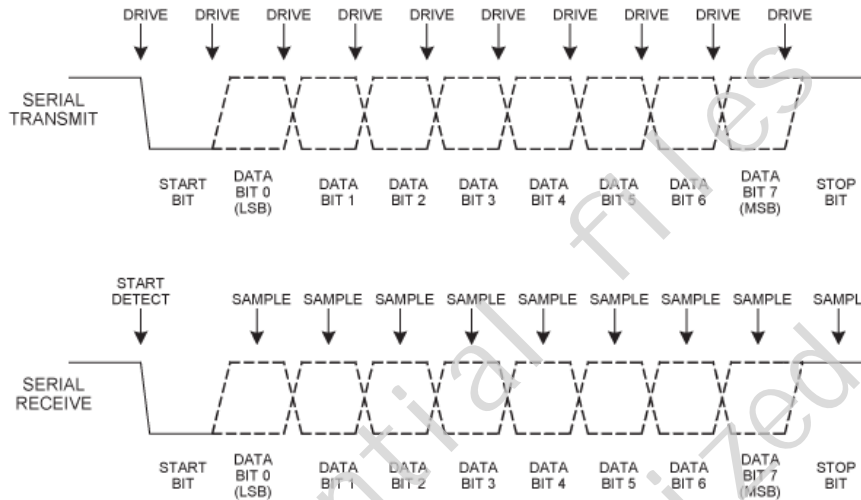 DRIVE DRIVE DRIVE DRIVE DRIVE DRIVE DRIVE DRIVE DRIVE DRIVE
SERIAL
TRANSMIT
START
BIT
DATA
BIT 0
(LSB)
DATA
BIT 1
DATA
BIT 2
DATA
BIT 3
DATA
BIT 4
DATA
BIT 5
DATA
BIT 6
DATA
BIT 7
(MSB)
STOP
BIT
START
DETECT
SAMPLE SAMPLE SAMPLE SAMPLE SAMPLE SAMPLE SAMPLE SAMPLE SAMPL
SERIAL
RECEIVE
START
BIT
DATA
BIT 0
(LSB)
DATA
BIT 1
DATA
BIT 2
DATA
BIT 3
DATA
BIT 4
DATA
BIT 5
DATA
BIT 6
DATA
BIT 7
(MSB)
STOP
BIT
files